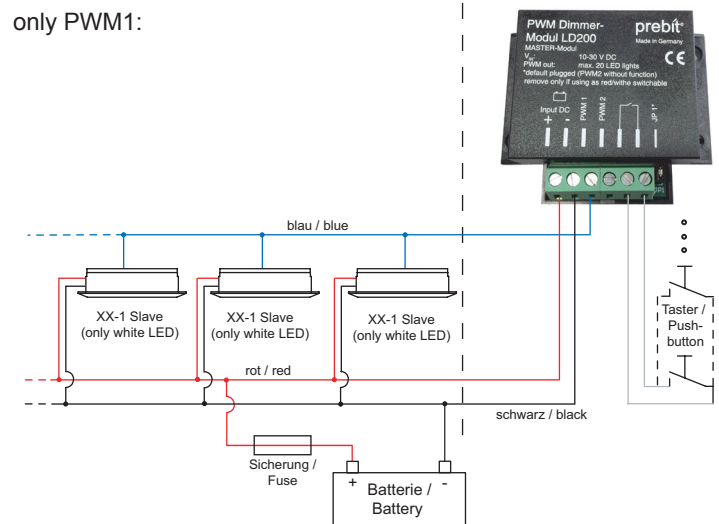 only PWM1:
PWM Dimmer-
Modul LD200
prebit®
Made in Germany
MASTER-Modul
Vin: 10-30 V DC
PWM out: max. 20 LED lights
*default plugged (PWM2 without function)
remove only if using as red/withe switchable
CE
Input DC
+ -
PWM 1
PWM 2
JP 1*
JP1
blau / blue
XX-1 Slave
(only white LED)
XX-1 Slave
(only white LED)
XX-1 Slave
(only white LED)
Taster /
Push-
button
rot / red
schwarz / black
Sicherung /
Fuse
+ -
Batterie /
Battery